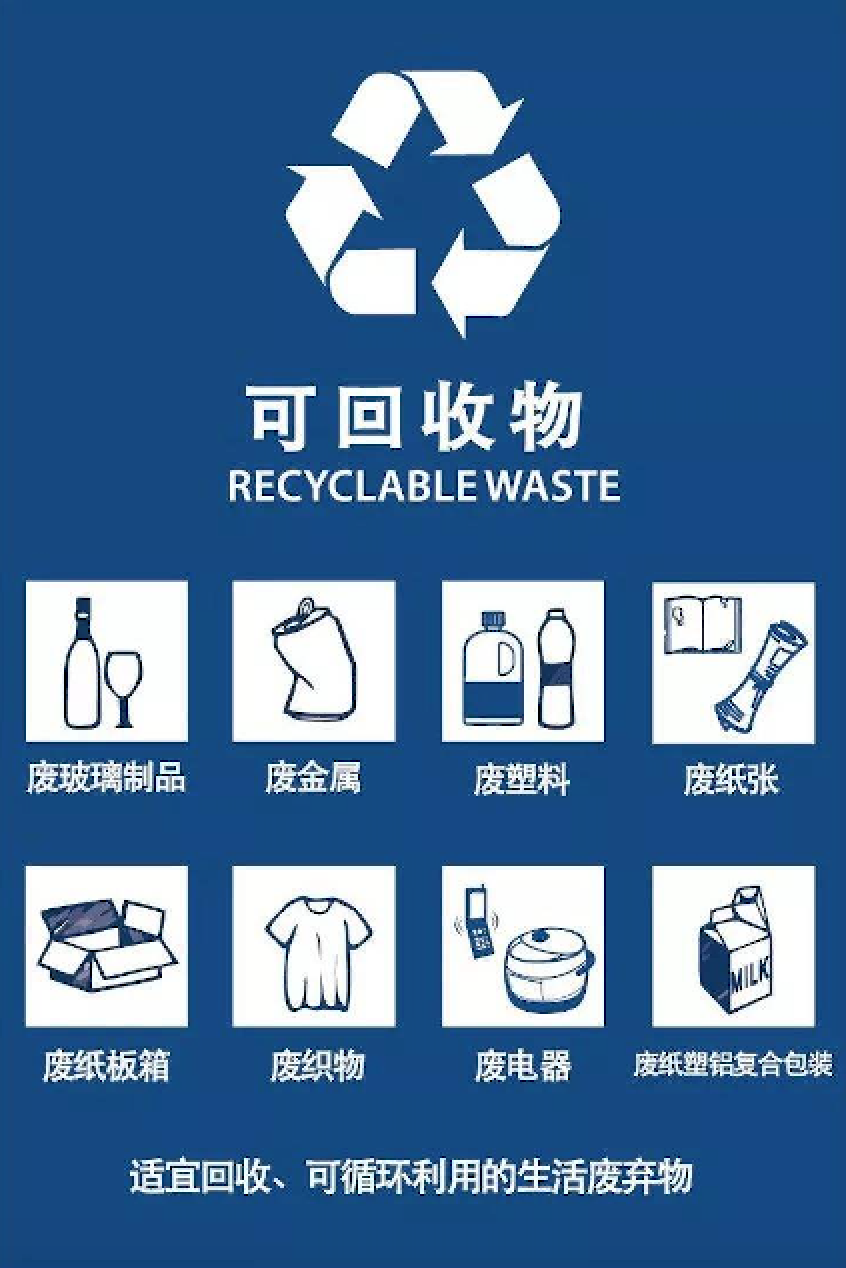 可回收物
RECYCLABLE WASTE
废玻璃制品
废金属
废塑料
废纸张
MILK
废纸板箱
废织物
废电器
废纸塑铝复合包装
适宜回收、可循环利用的生活废弃物